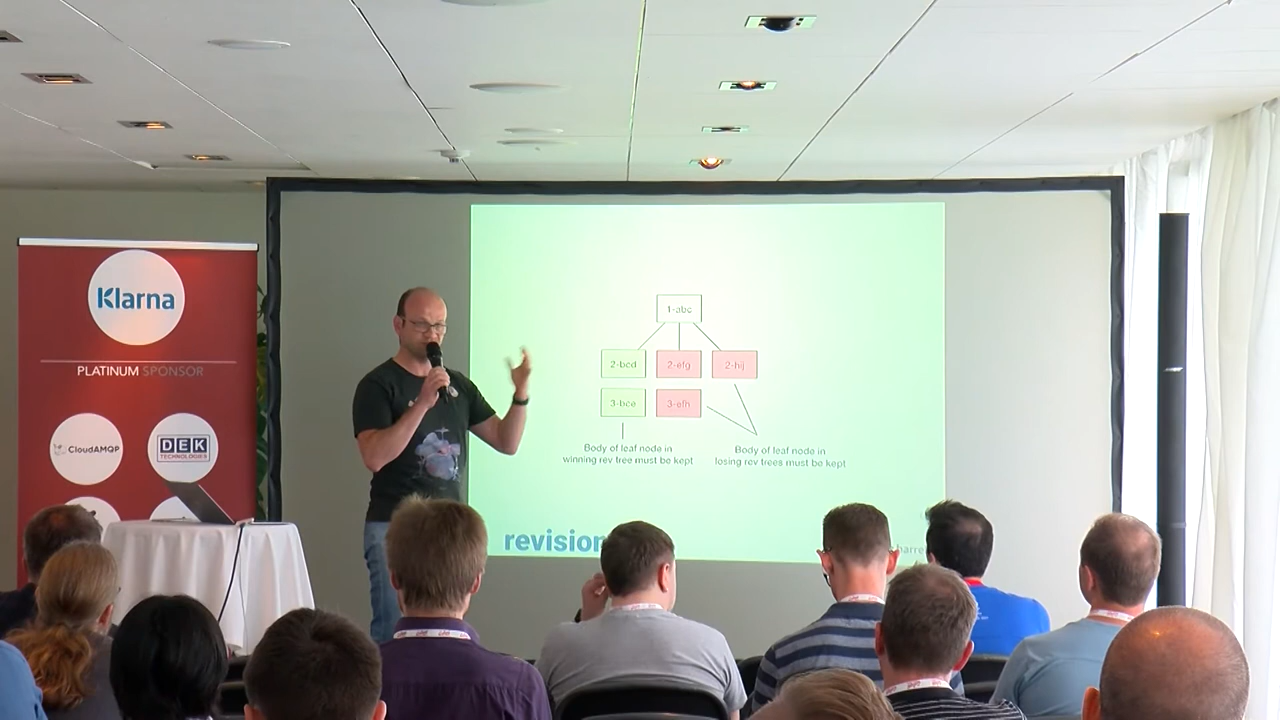 Klarna
PLATINUM SPONSOR
CloudAMQP
DEK
TECHNOLOGIES
1-abc
2-bcd
2-efg
2-hij
3-bce
3-efh
Body of leaf node in
winning rev tree must be kept
Body of leaf node in
losing rev trees must be kept
revision